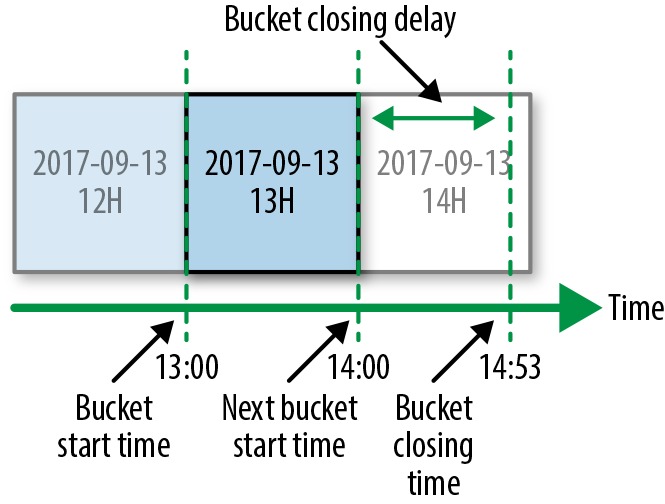 Bucket closing delay
2017-09-13
12H
2017-09-13
13H
2017-09-13
14H
Time
13:00
14:00
14:53
Bucket
start time
Next bucket
start time
Bucket
closing
time